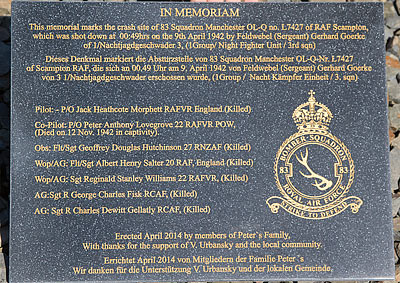 IN MEMORIAM
This memorial marks the crash site of 83 Squadron Manchester OL-Q no. L7427 of RAF Scampton,
which was shot down at 00:49hrs on the 9th April 1942 by Feldwebel (Sergeant) Gerhard Goerke
of 1/Nachtjagdgeschwader 3, (1Group/ Night Fighter Unit / 3rd sqn)
Dieses Denkmal markiert die Absttürzstelle von 83 Squadron Manchester OL-Q-Nr. L7427
of Scampton RAF, die sich an 00.49 Uhr am 9. April 1942 von Feldwebel (Sergeant) Gerhard Goerke
von 3 1/Nachtjagdgeschwader erschossen wurde, (1Group / Nacht Kämpfer Einheit / 3. sqn)
Pilot: - P/O Jack Heathcote Morphett RAFVR England.(Killed)
Co-Pilot: P/O Peter Anthony Lovegrove 22 RAFVR POW,
(Died on 12 Nov. 1942 in captivity).
Obs: Flt/Sgt Geoffrey Douglas Hutchinson 27 RNZAF (Killed)
Wop/AG: Flt/Sgt Albert Henry Salter 20 RAF, England (Killed)
Wop/AG: Sgt Reginald Stanley Williams 22 RAFVR, (Killed)
AG:Sgt R George Charles Fisk RCAF, (Killed)
AG: Sgt R Charles Dewitt Gellatly RCAF, (Killed)
BOMBER SQUADRON
83 83
ROYAL AIR FORCE
STRIKE TO DEFEND
Erected April 2014 by members of Peter`s Family,
With thanks for the support of V. Urbansky and the local community.
Errichtet April 2014 von Mitgliedern der Familie Peter `s
Wir danken für die Unterstützung V. Urbansky und der lokalen Gemeinde.